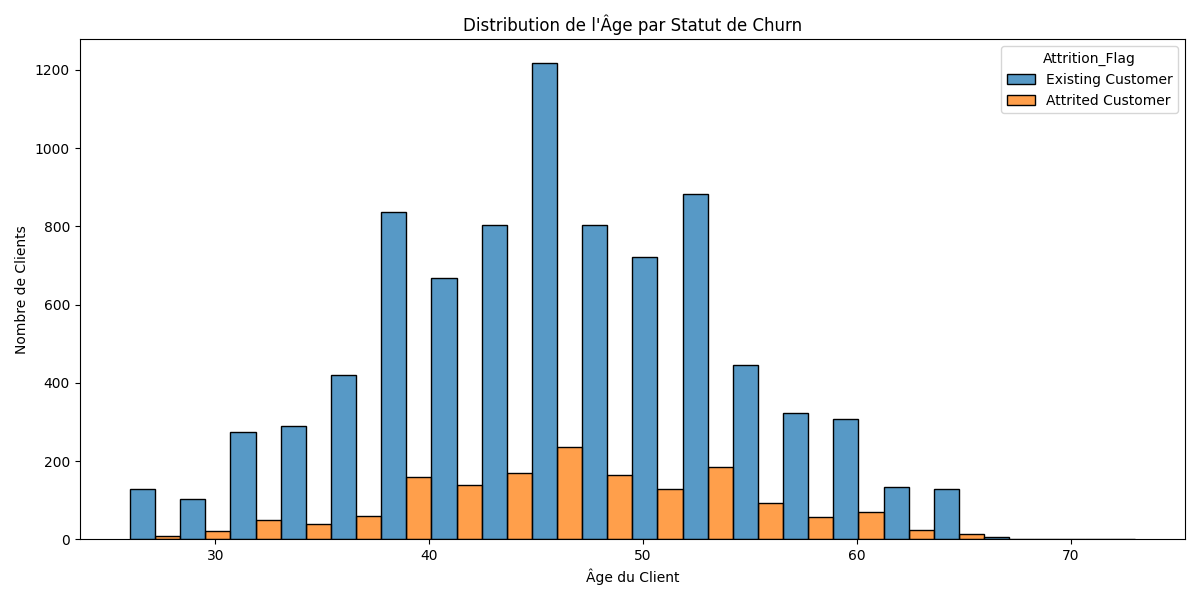 Distribution de l'Âge par Statut de Churn
Attrition_Flag
Existing Customer
Attrited Customer
Nombre de Clients
1200
1000
800
600
400
200
0
30 40 50 60 70
Âge du Client